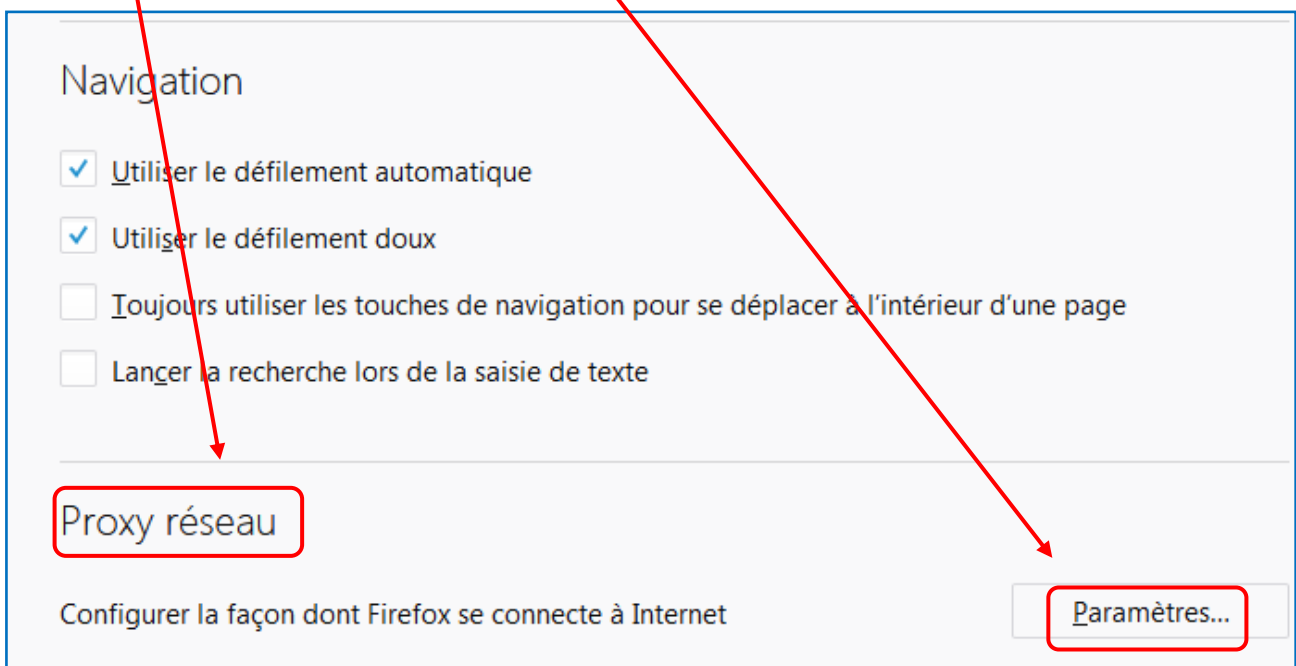 Navigation
Utiliser le défilement automatique
Utiliser le défilement doux
Toujours utiliser les touches de navigation pour se déplacer à l’intérieur d’une page
Lancer la recherche lors de la saisie de texte
Proxy réseau
Configurer la façon dont Firefox se connecte à Internet
Paramètres...